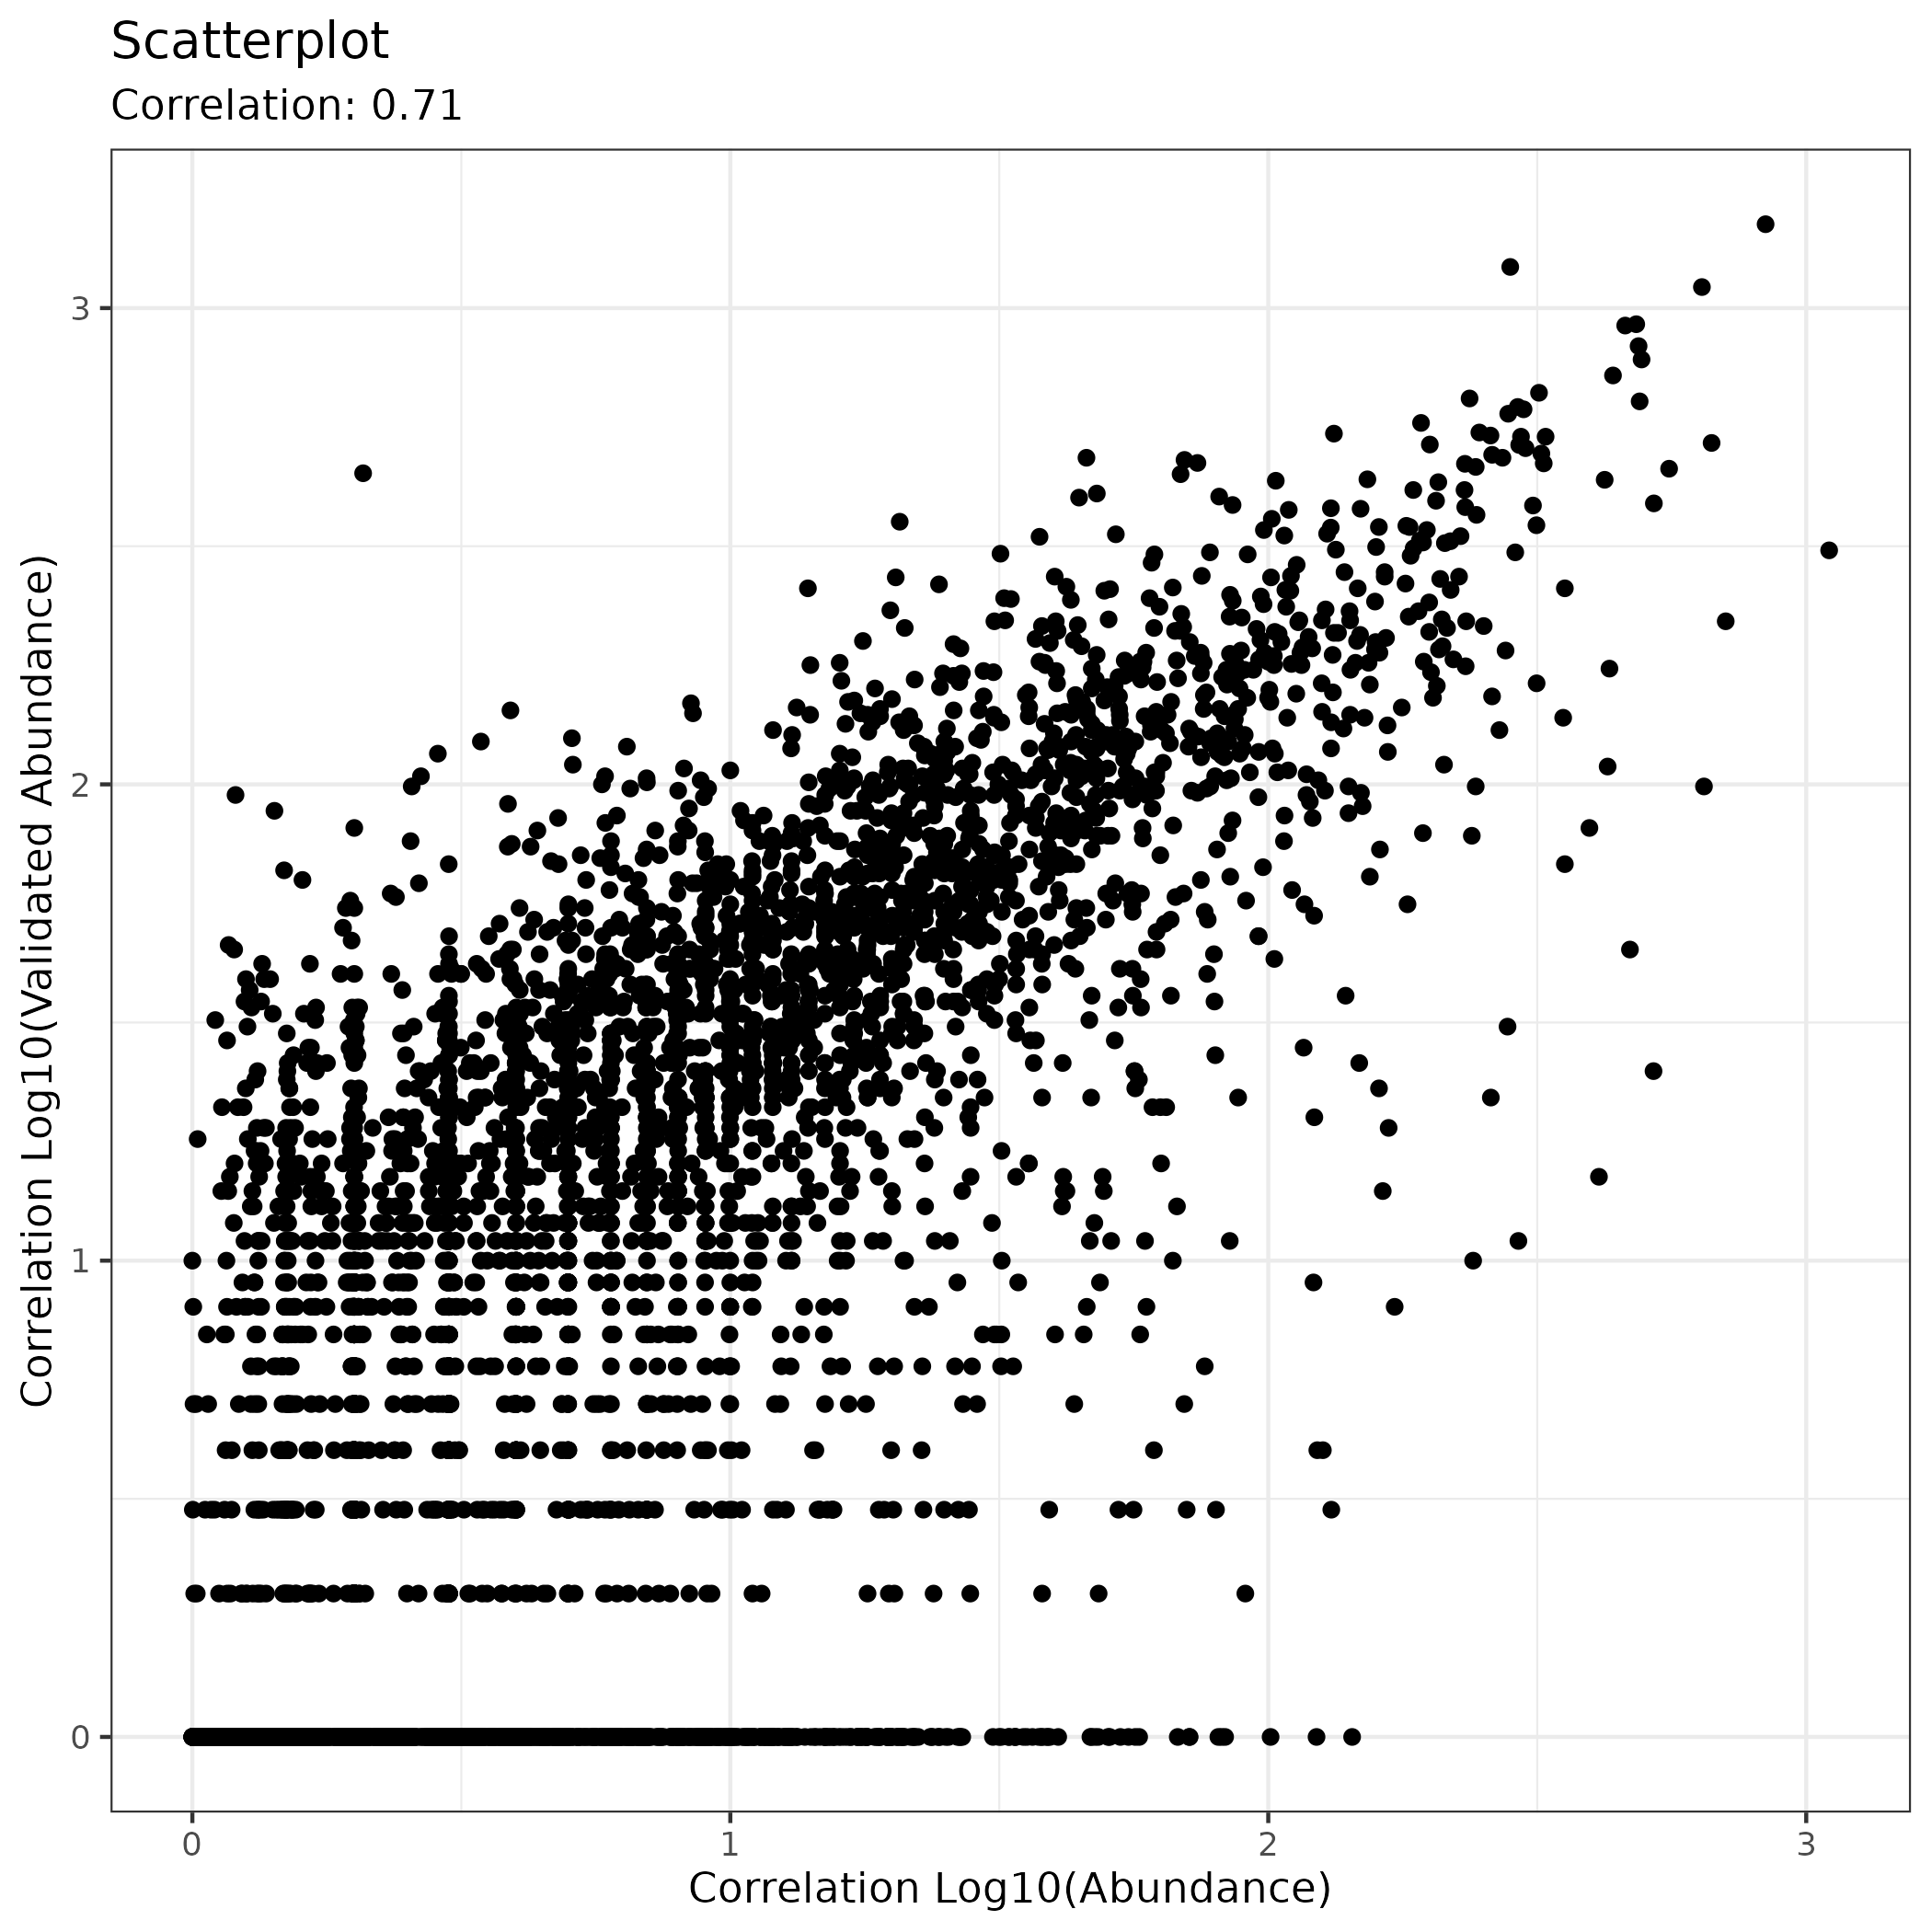 Scatterplot
Correlation: 0.71
Correlation Log10(Validated Abundance)
3
2
1
0
0 1 2 3
Correlation Log10(Abundance)